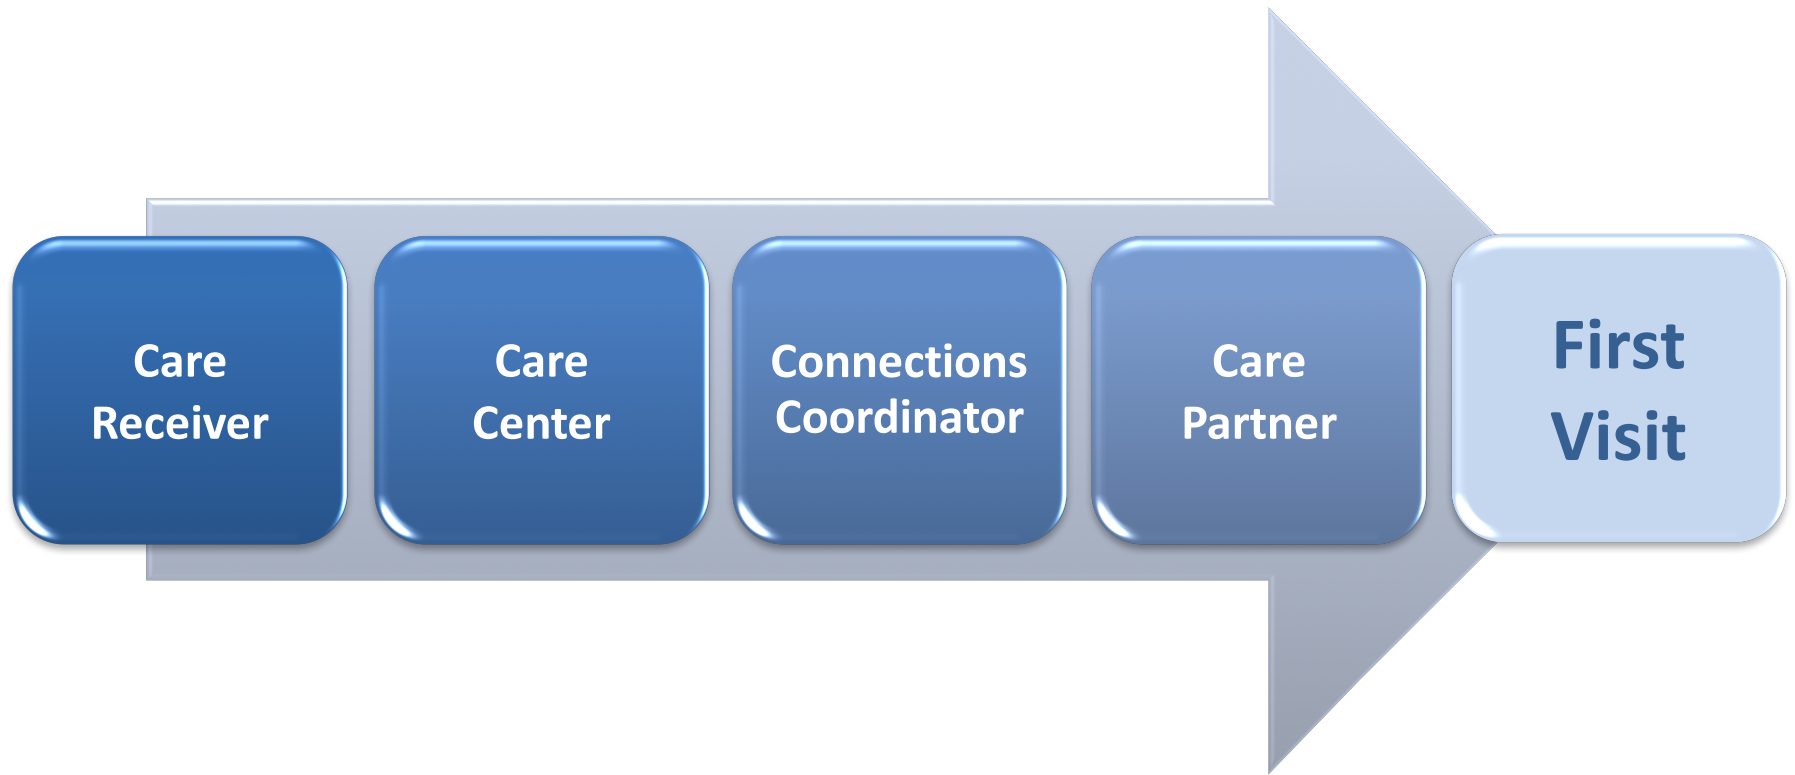 Care
Receiver
Care
Center
Connections
Coordinator
Care
Partner
First
Visit